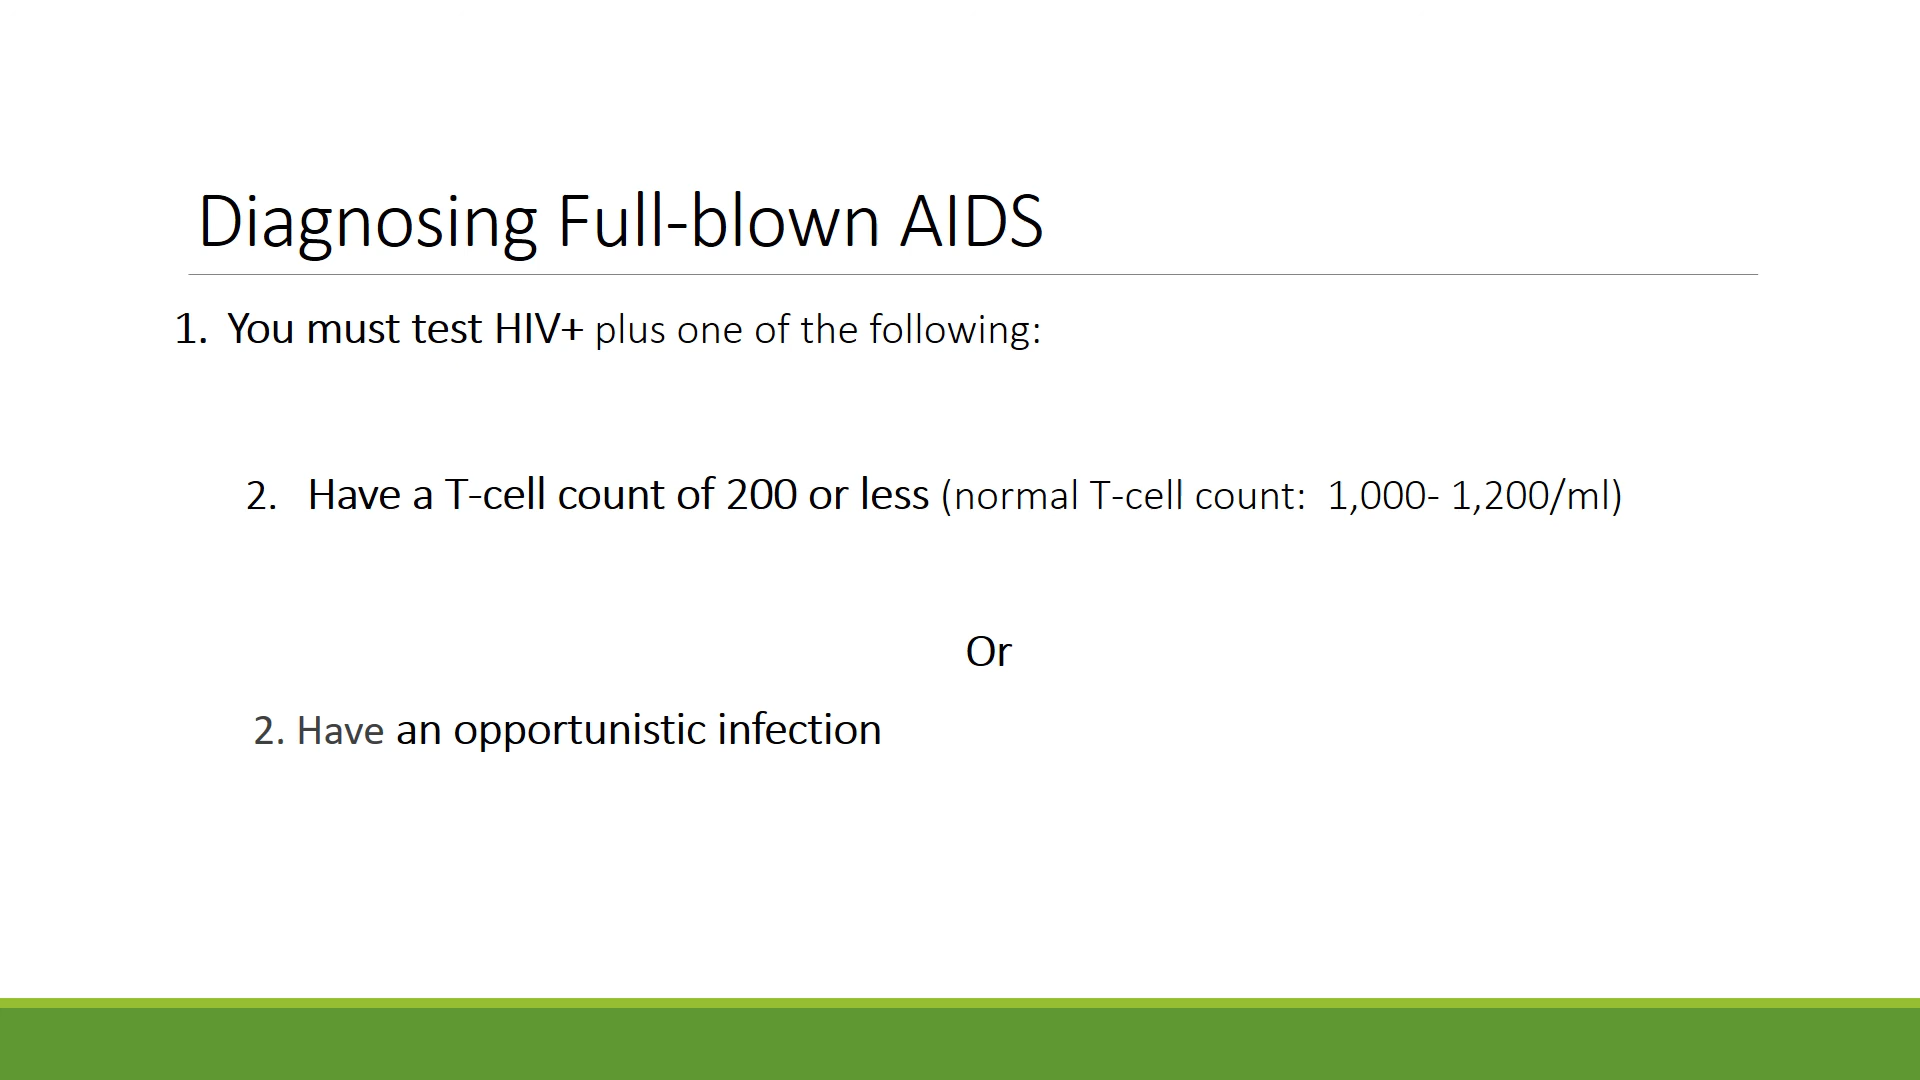 Diagnosing Full-blown AIDS
1. You must test HIV+ plus one of the following:
2. Have a T-cell count of 200 or less (normal T-cell count: 1,000- 1,200/ml)
Or
2. Have an opportunistic infection